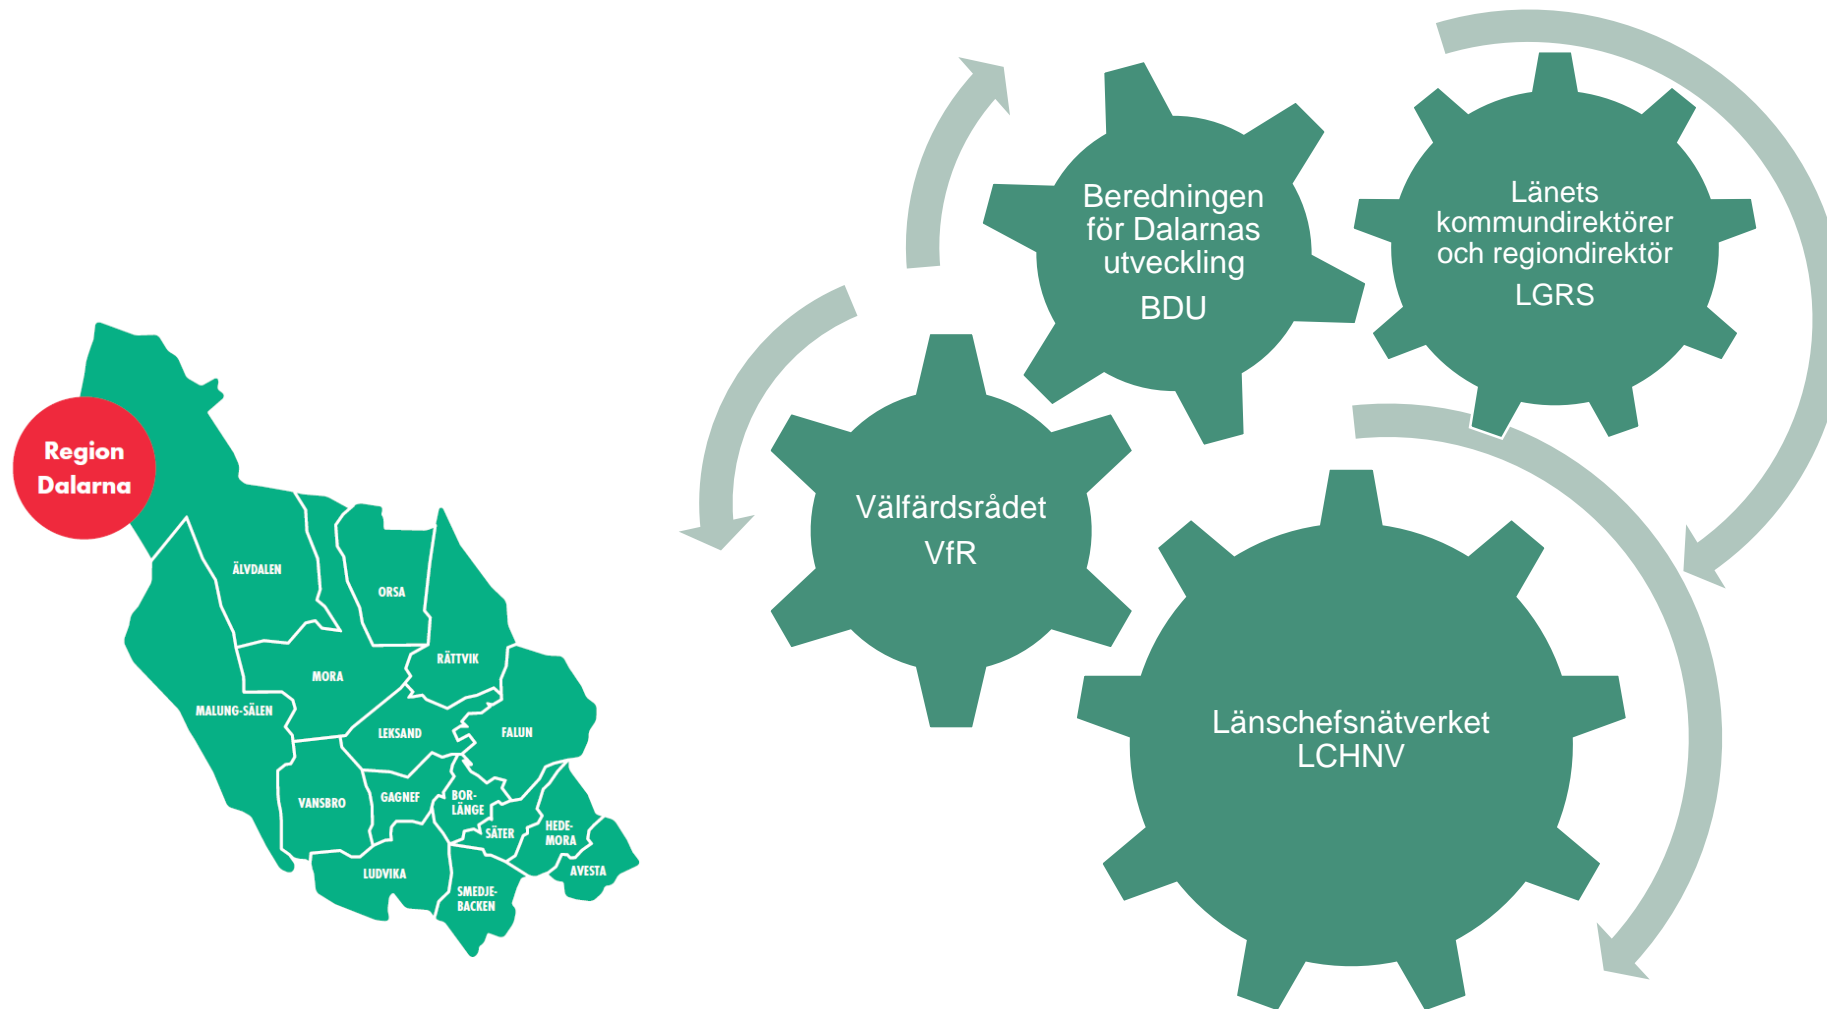 Region
Dalarna
ÄLVDALEN
ORSA
RÄTTVIK
MORA
MALUNG-SÄLEN
LEKSAND
FALUN
VANSBRO
GAGNEF
BOR-
LÄNGE
SÄTER
HEDE-
MORA
AVESTA
LUDVIKA
SMEDJE-
BACKEN
Beredningen
för Dalarnas
utveckling
BDU
Länets
kommundirektörer
och regiondirektör
LGRS
Välfärdsrådet
VfR
Länschefsnätverket
LCHNV